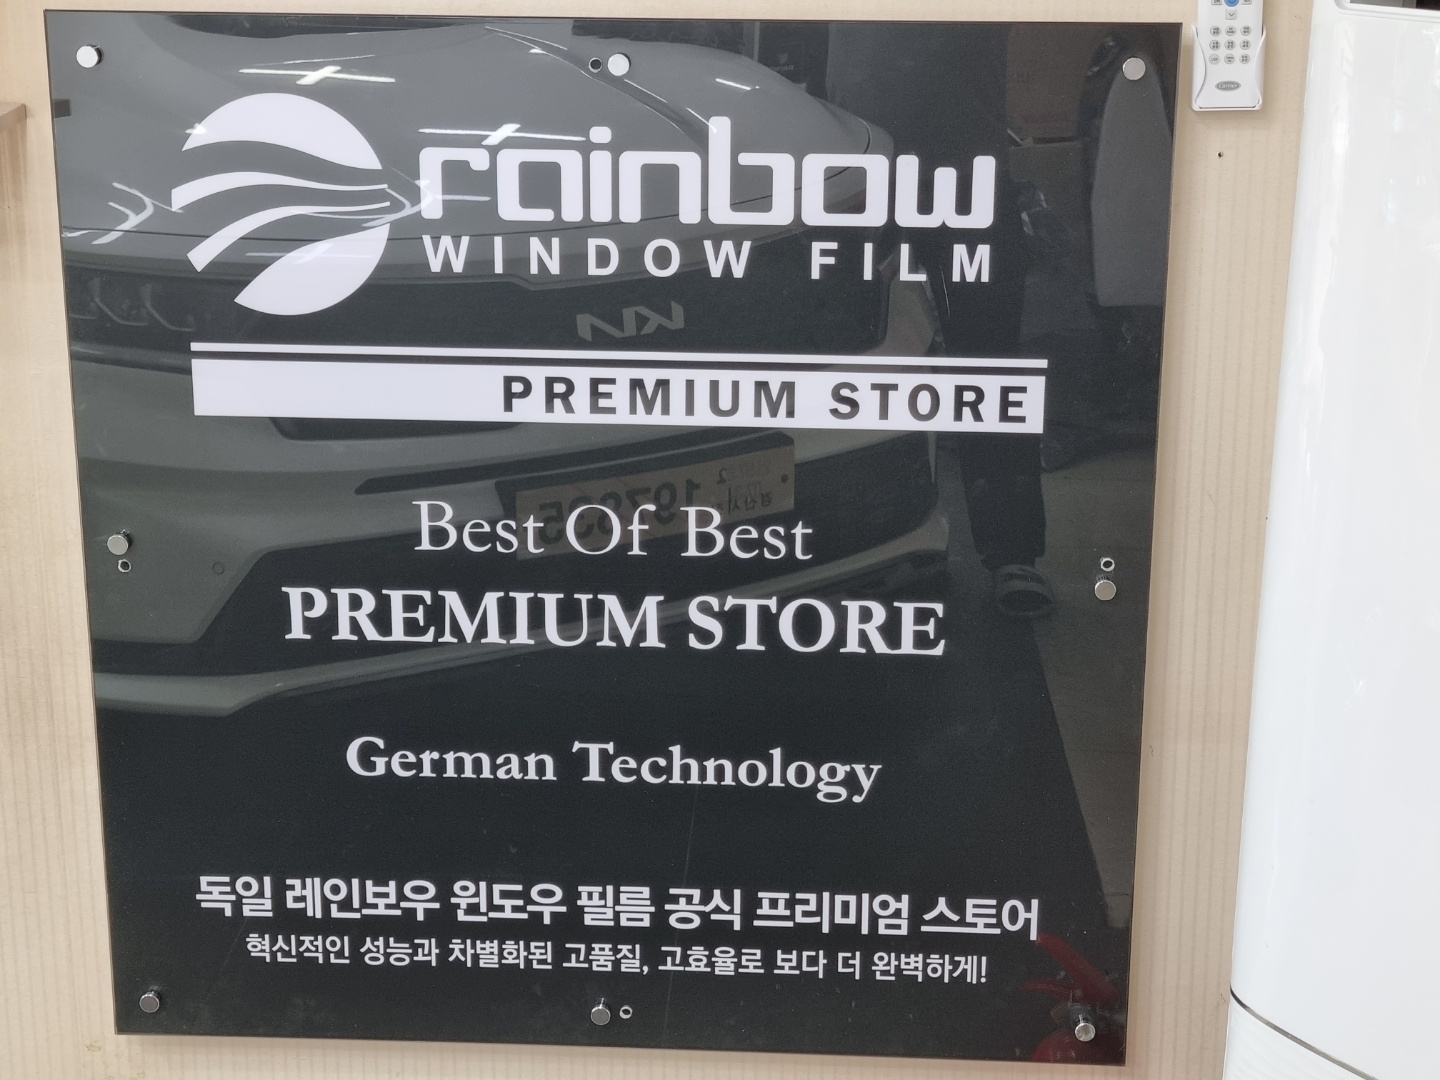 rainbow
WINDOW FILM
PREMIUM STORE
Best Of Best
PREMIUM STORE
German Technology
독일 레인보우 윈도우 필름 공식 프리미엄 스토어
혁신적인 성능과 차별화된 고품질, 고효율로 보다 더 완벽하게!
Carrier